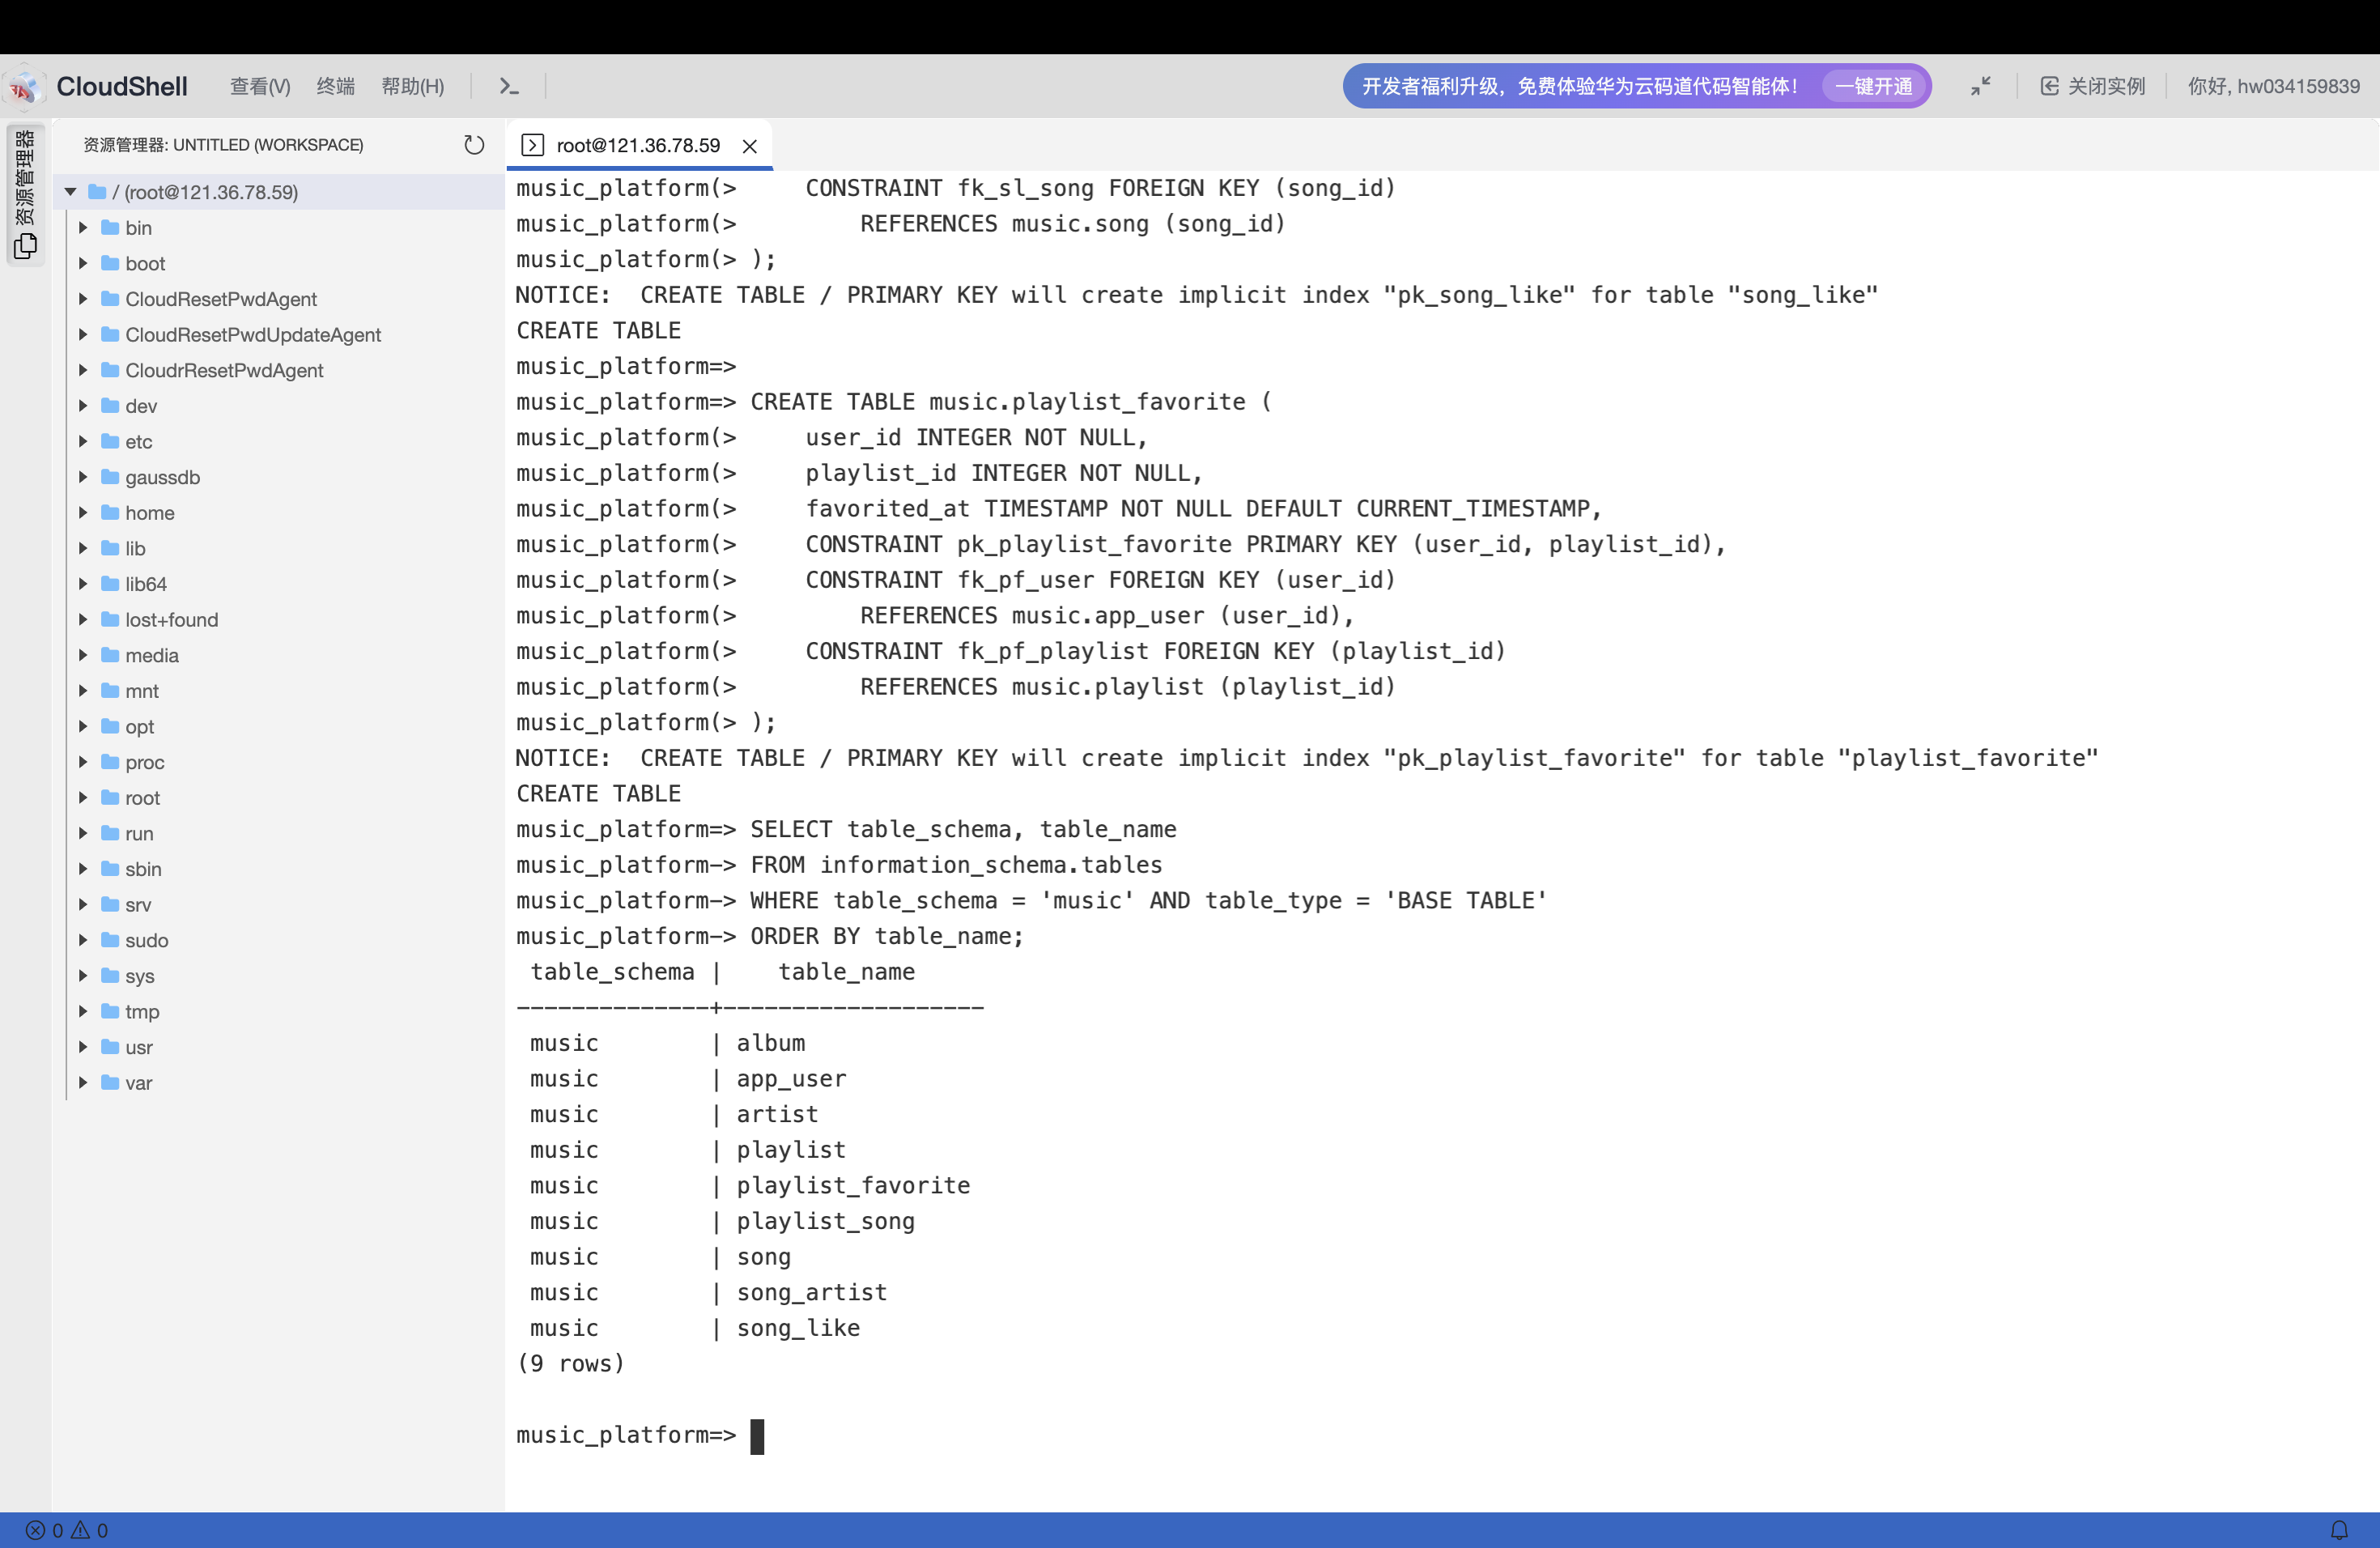 CloudShell 查看(V) 终端 帮助(H) 开发者福利升级，免费体验华为云码道代码智能体！ 一键开通 关闭实例 你好, hw034159839
资源管理器
资源管理器: UNTITLED (WORKSPACE)
/ (root@121.36.78.59)
bin
boot
CloudResetPwdAgent
CloudResetPwdUpdateAgent
CloudrResetPwdAgent
dev
etc
gaussdb
home
lib
lib64
lost+found
media
mnt
opt
proc
root
run
sbin
srv
sudo
sys
tmp
usr
var
root@121.36.78.59
music_platform(>     CONSTRAINT fk_sl_song FOREIGN KEY (song_id)
music_platform(>         REFERENCES music.song (song_id)
music_platform(> );
NOTICE:  CREATE TABLE / PRIMARY KEY will create implicit index "pk_song_like" for table "song_like"
CREATE TABLE
music_platform=>
music_platform=> CREATE TABLE music.playlist_favorite (
music_platform(>     user_id INTEGER NOT NULL,
music_platform(>     playlist_id INTEGER NOT NULL,
music_platform(>     favorited_at TIMESTAMP NOT NULL DEFAULT CURRENT_TIMESTAMP,
music_platform(>     CONSTRAINT pk_playlist_favorite PRIMARY KEY (user_id, playlist_id),
music_platform(>     CONSTRAINT fk_pf_user FOREIGN KEY (user_id)
music_platform(>         REFERENCES music.app_user (user_id),
music_platform(>     CONSTRAINT fk_pf_playlist FOREIGN KEY (playlist_id)
music_platform(>         REFERENCES music.playlist (playlist_id)
music_platform(> );
NOTICE:  CREATE TABLE / PRIMARY KEY will create implicit index "pk_playlist_favorite" for table "playlist_favorite"
CREATE TABLE
music_platform=> SELECT table_schema, table_name
music_platform-> FROM information_schema.tables
music_platform-> WHERE table_schema = 'music' AND table_type = 'BASE TABLE'
music_platform-> ORDER BY table_name;
 table_schema |    table_name
--------------+-------------------
 music        | album
 music        | app_user
 music        | artist
 music        | playlist
 music        | playlist_favorite
 music        | playlist_song
 music        | song
 music        | song_artist
 music        | song_like
(9 rows)
music_platform=>
0 0